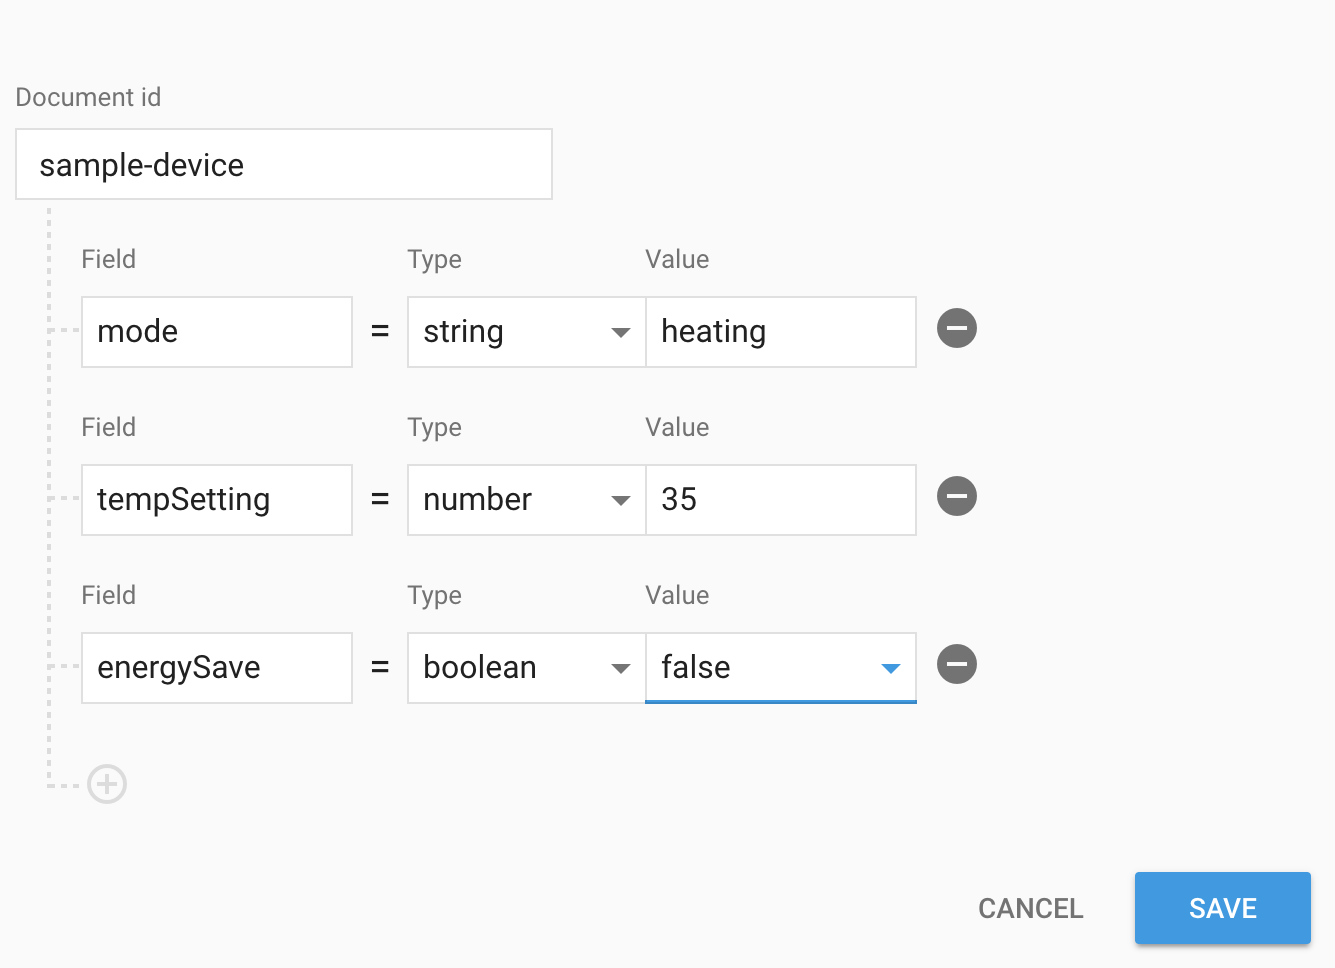 Document id
sample-device
Field Type Value
mode = string heating
Field Type Value
tempSetting = number 35
Field Type Value
energySave = boolean false
CANCEL SAVE